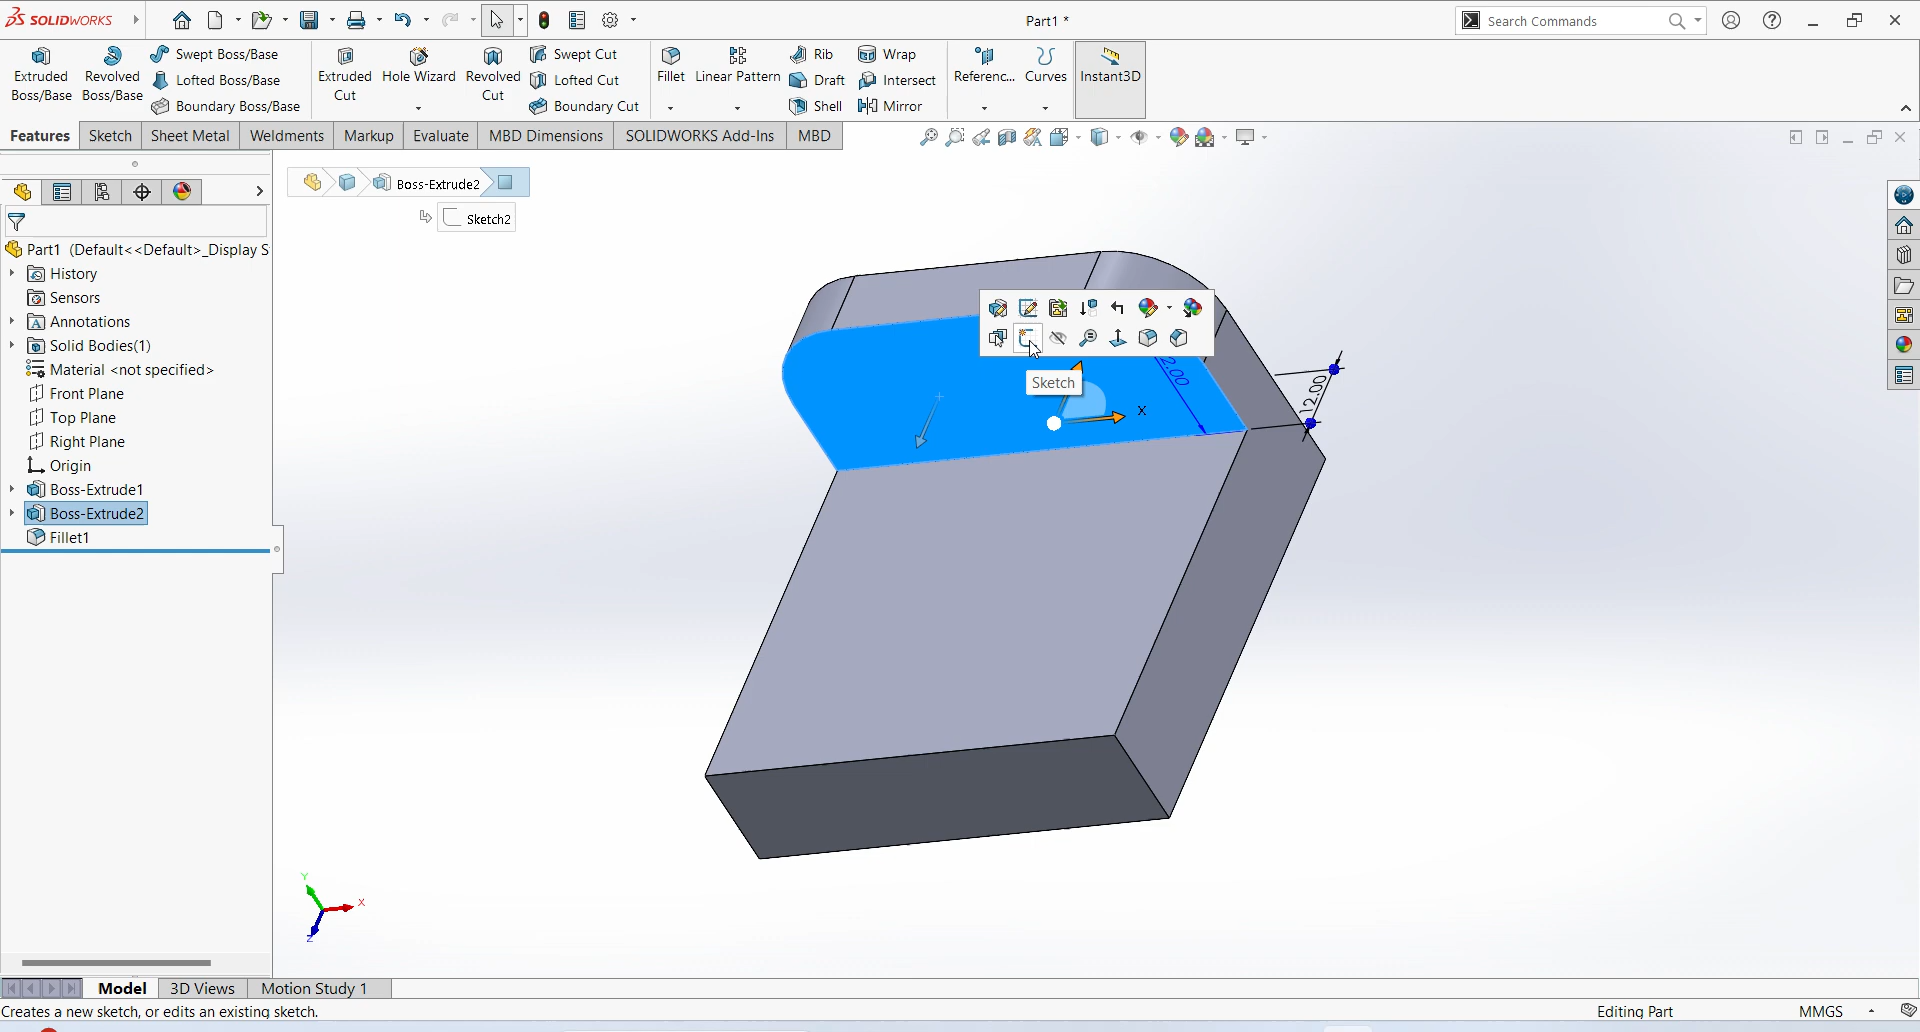 SOLIDWORKS
Part1 *
Search Commands
Extruded Boss/Base
Revolved Boss/Base
Swept Boss/Base
Lofted Boss/Base
Boundary Boss/Base
Extruded Cut
Hole Wizard
Revolved Cut
Swept Cut
Lofted Cut
Boundary Cut
Fillet
Linear Pattern
Rib
Draft
Shell
Wrap
Intersect
Mirror
Referenc...
Curves
Instant3D
Features
Sketch
Sheet Metal
Weldments
Markup
Evaluate
MBD Dimensions
SOLIDWORKS Add-Ins
MBD
Boss-Extrude2
Sketch2
Part1 (Default<<Default>_Display S
History
Sensors
Annotations
Solid Bodies(1)
Material <not specified>
Front Plane
Top Plane
Right Plane
Origin
Boss-Extrude1
Boss-Extrude2
Fillet1
Sketch
2.00
12.00
X
Y
X
Z
Model
3D Views
Motion Study 1
Creates a new sketch, or edits an existing sketch.
Editing Part
MMGS